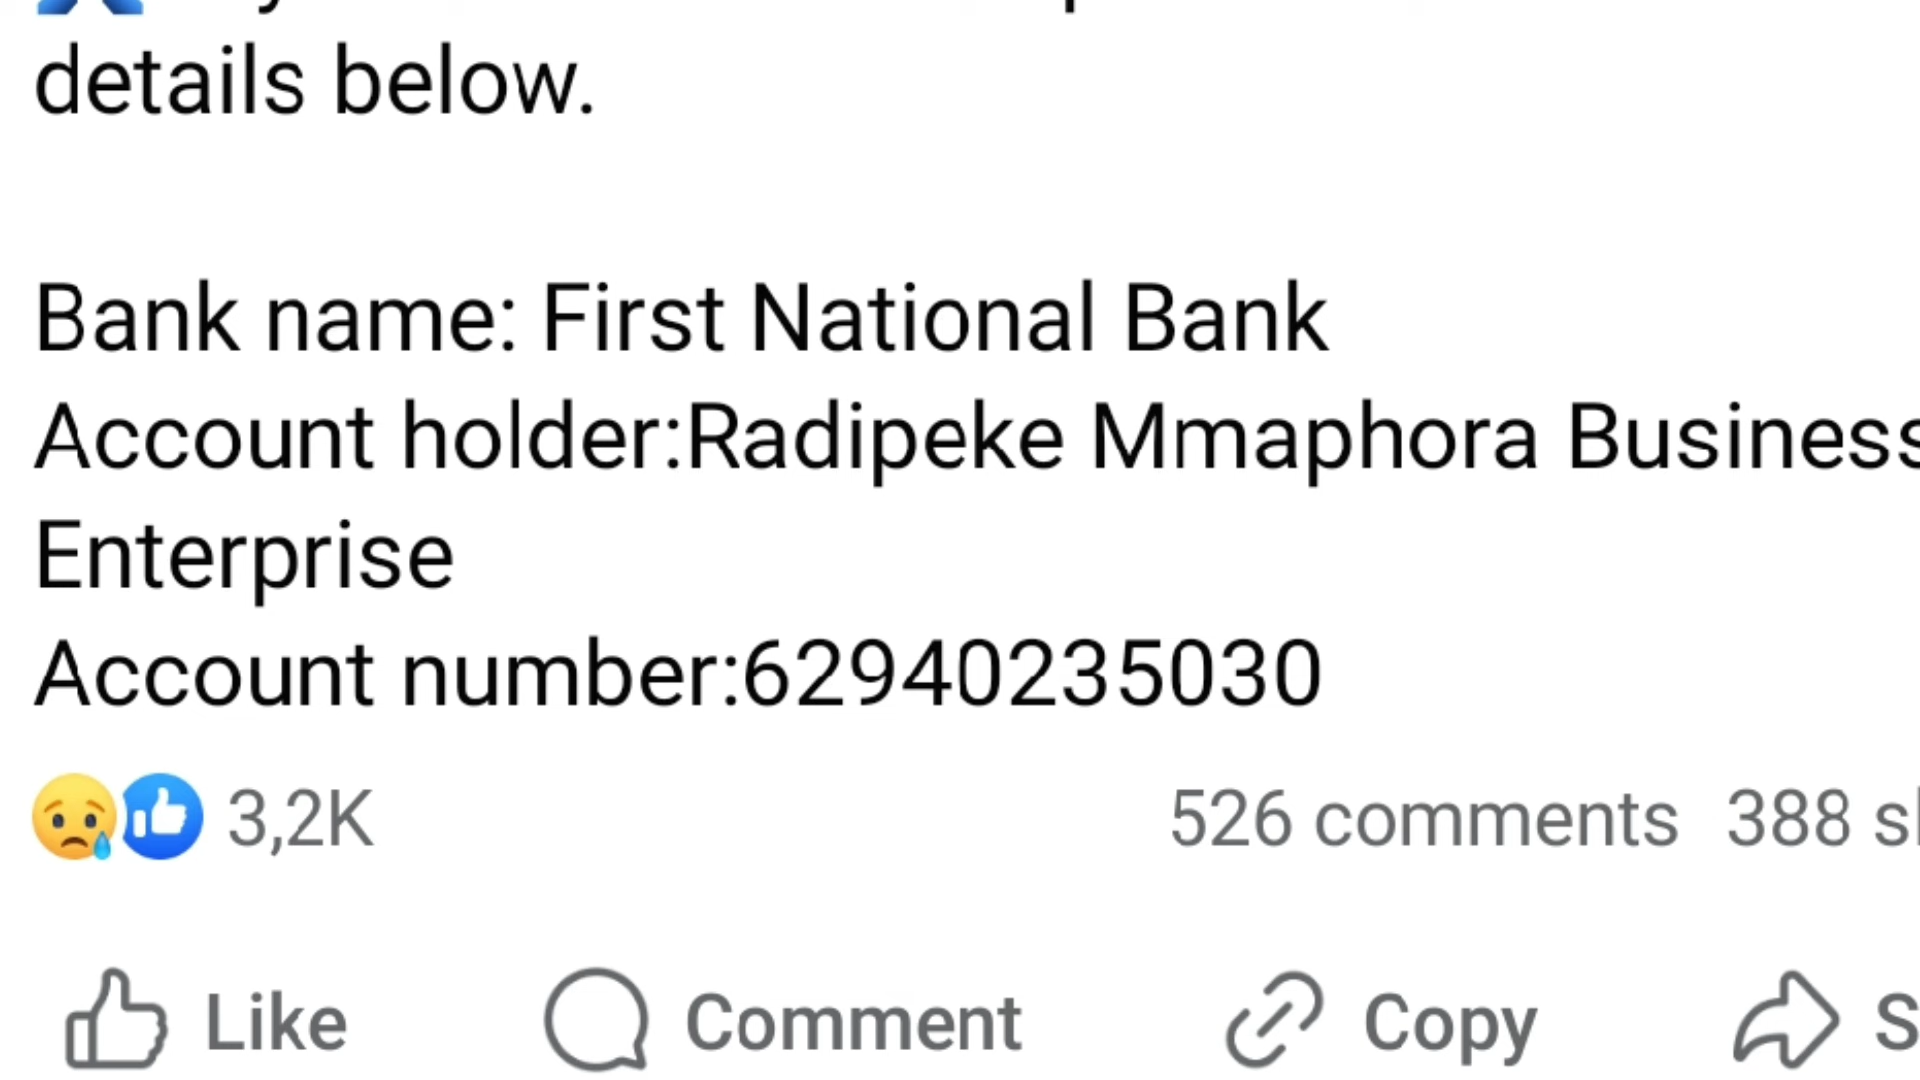 details below.
Bank name: First National Bank
Account holder:Radipeke Mmaphora Business
Enterprise
Account number:62940235030
3,2K
526 comments 388
Like Comment Copy